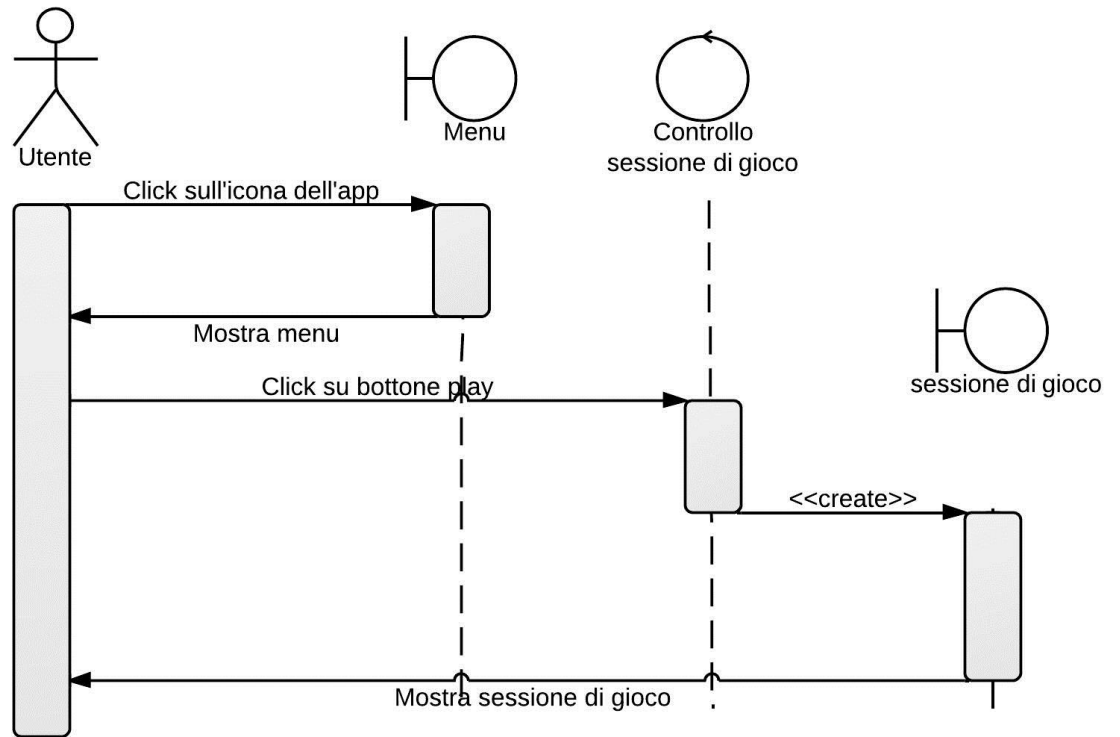 Utente
Menu
Controllo
sessione di gioco
Click sull'icona dell'app
Mostra menu
sessione di gioco
Click su bottone play
<<create>>
Mostra sessione di gioco